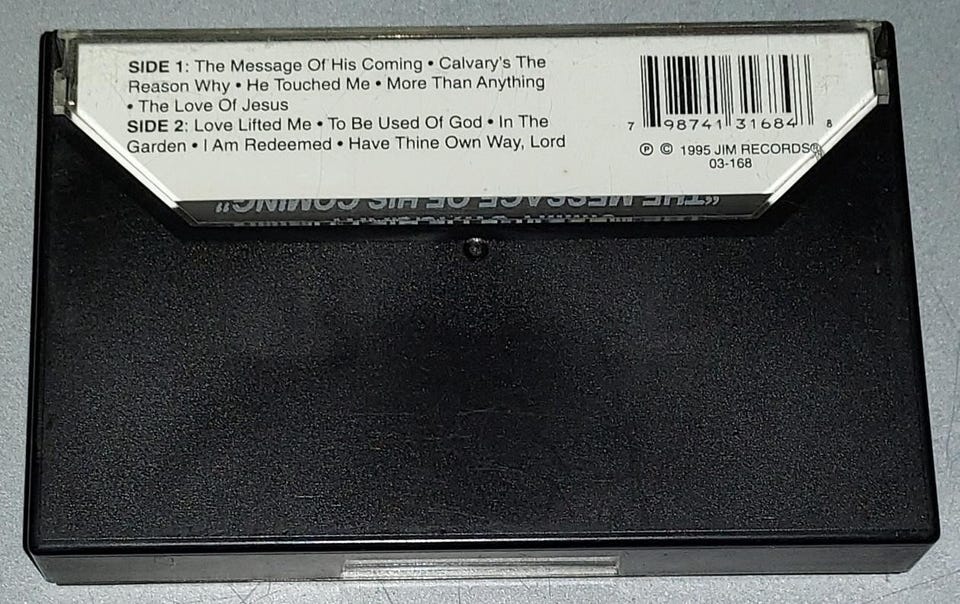 SIDE 1: The Message Of His Coming • Calvary's The
Reason Why • He Touched Me • More Than Anything
• The Love Of Jesus
SIDE 2: Love Lifted Me • To Be Used Of God • In The
Garden • I Am Redeemed • Have Thine Own Way, Lord
7 98741 31684 8
℗ © 1995 JIM RECORDS®
03-168
"THE MESSAGE OF HIS COMING"